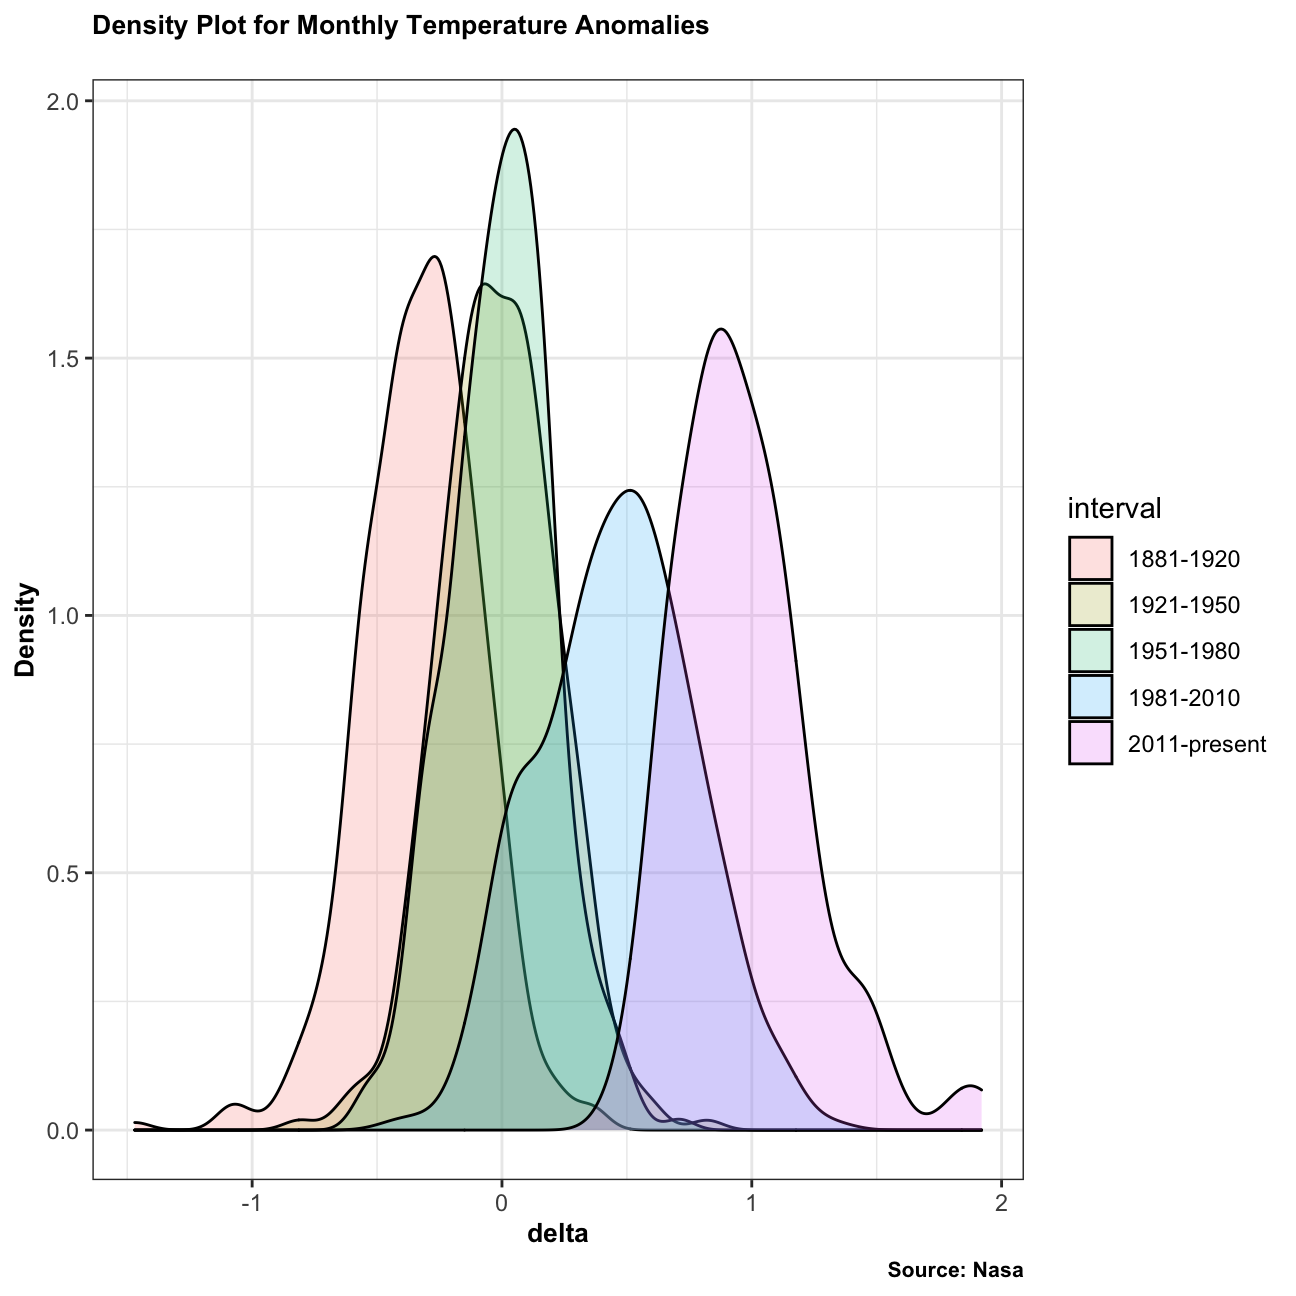 Density Plot for Monthly Temperature Anomalies
2.0
1.5
1.0
0.5
0.0
Density
-1
0
1
2
delta
interval
1881-1920
1921-1950
1951-1980
1981-2010
2011-present
Source: Nasa